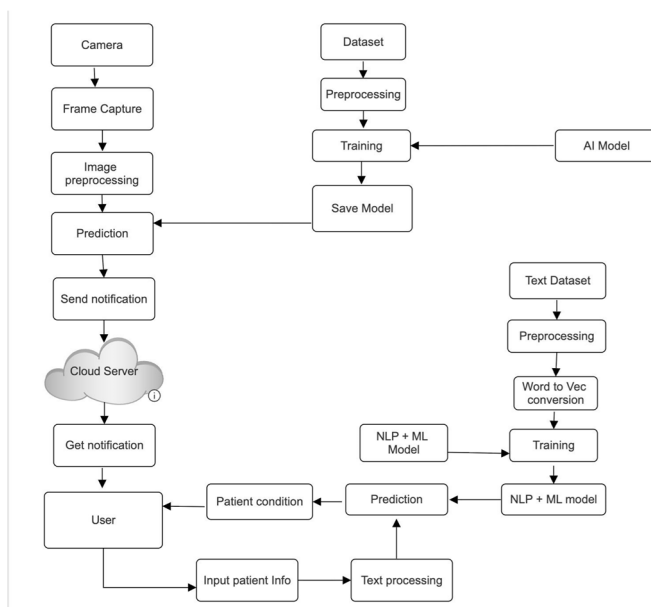 Camera
Frame Capture
Image
preprocessing
Prediction
Send notification
Cloud Server
i
Get notification
User
Dataset
Preprocessing
Training
AI Model
Save Model
Text Dataset
Preprocessing
Word to Vec
conversion
NLP + ML
Model
Training
NLP + ML model
Prediction
Patient condition
Input patient Info
Text processing